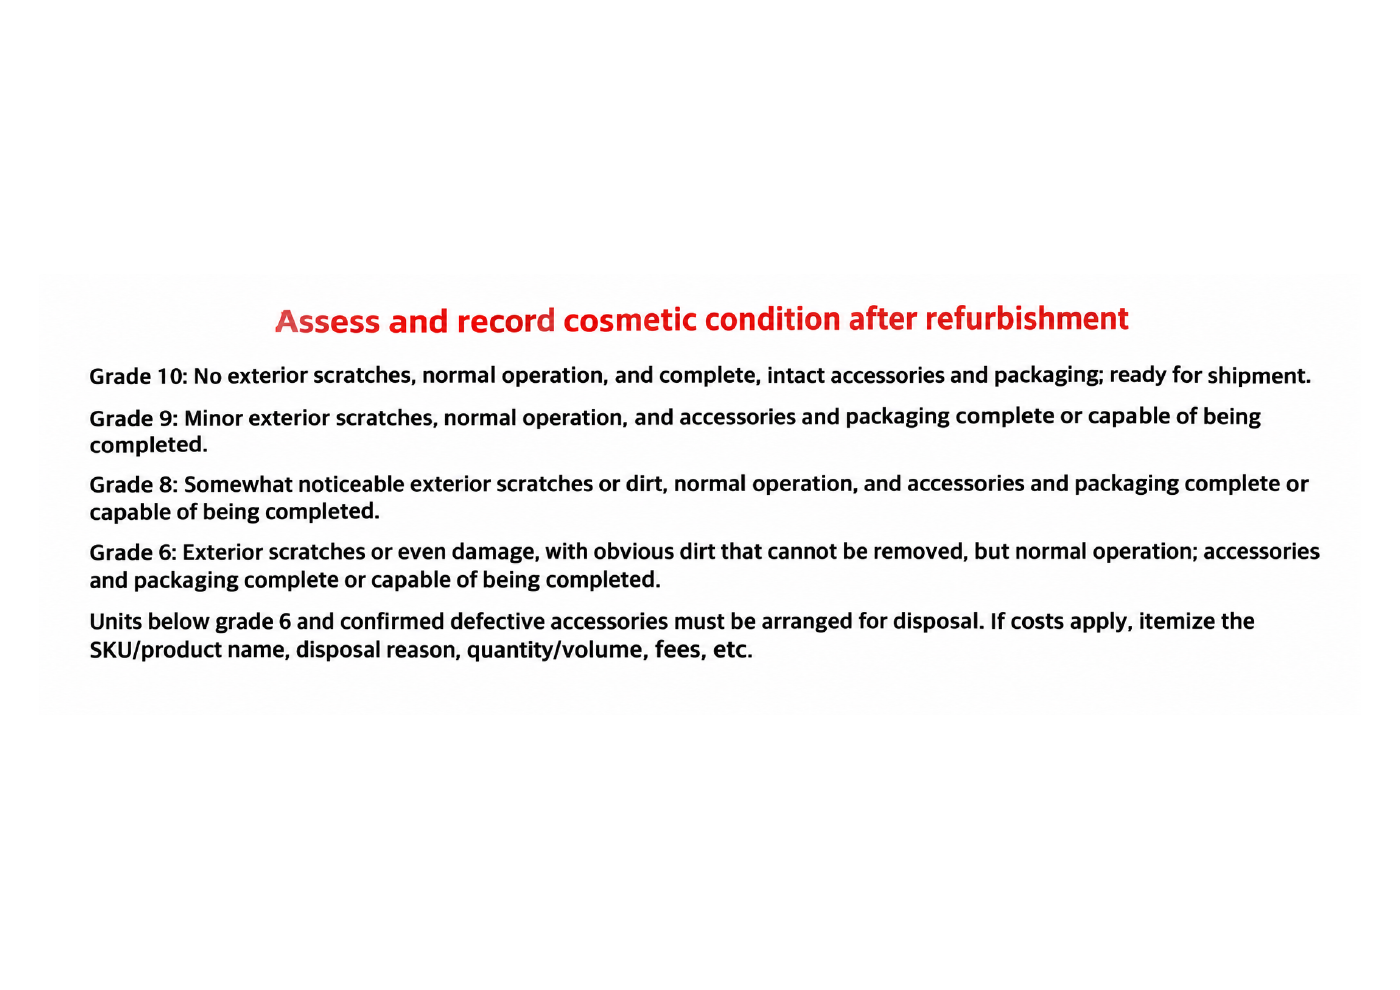 Assess and record cosmetic condition after refurbishment
Grade 10: No exterior scratches, normal operation, and complete, intact accessories and packaging; ready for shipment.
Grade 9: Minor exterior scratches, normal operation, and accessories and packaging complete or capable of being
completed.
Grade 8: Somewhat noticeable exterior scratches or dirt, normal operation, and accessories and packaging complete or
capable of being completed.
Grade 6: Exterior scratches or even damage, with obvious dirt that cannot be removed, but normal operation; accessories
and packaging complete or capable of being completed.
Units below grade 6 and confirmed defective accessories must be arranged for disposal. If costs apply, itemize the
SKU/product name, disposal reason, quantity/volume, fees, etc.